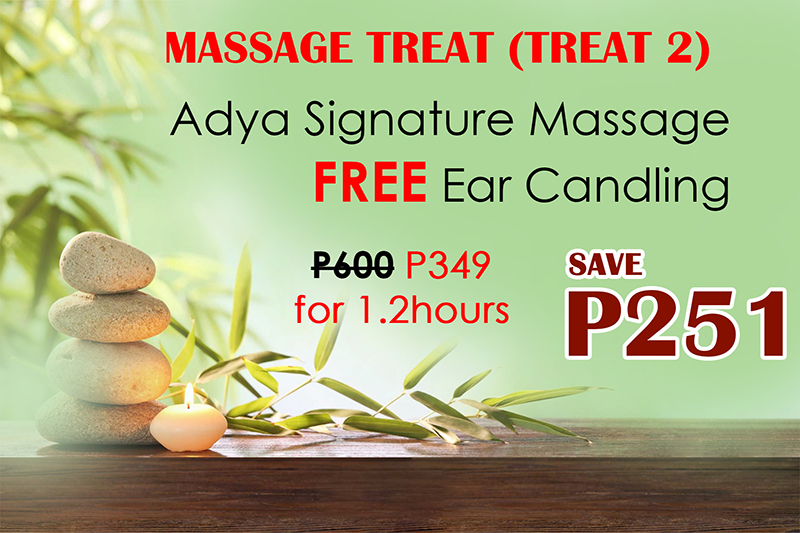 MASSAGE TREAT (TREAT 2)
Adya Signature Massage
FREE Ear Candling
P600 P349
for 1.2hours
SAVE
P251